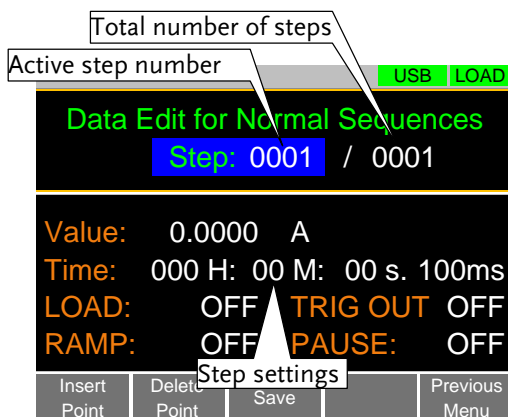 Total number of steps
Active step number
USB LOAD
Data Edit for Normal Sequences
Step: 0001 / 0001
Value: 0.0000 A
Time: 000 H: 00 M: 00 s. 100ms
LOAD: OFF TRIG OUT OFF
RAMP: OFF PAUSE: OFF
Step settings
Insert Point
Delete Point
Save
Previous Menu